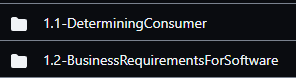 1.1-DeterminingConsumer
1.2-BusinessRequirementsForSoftware